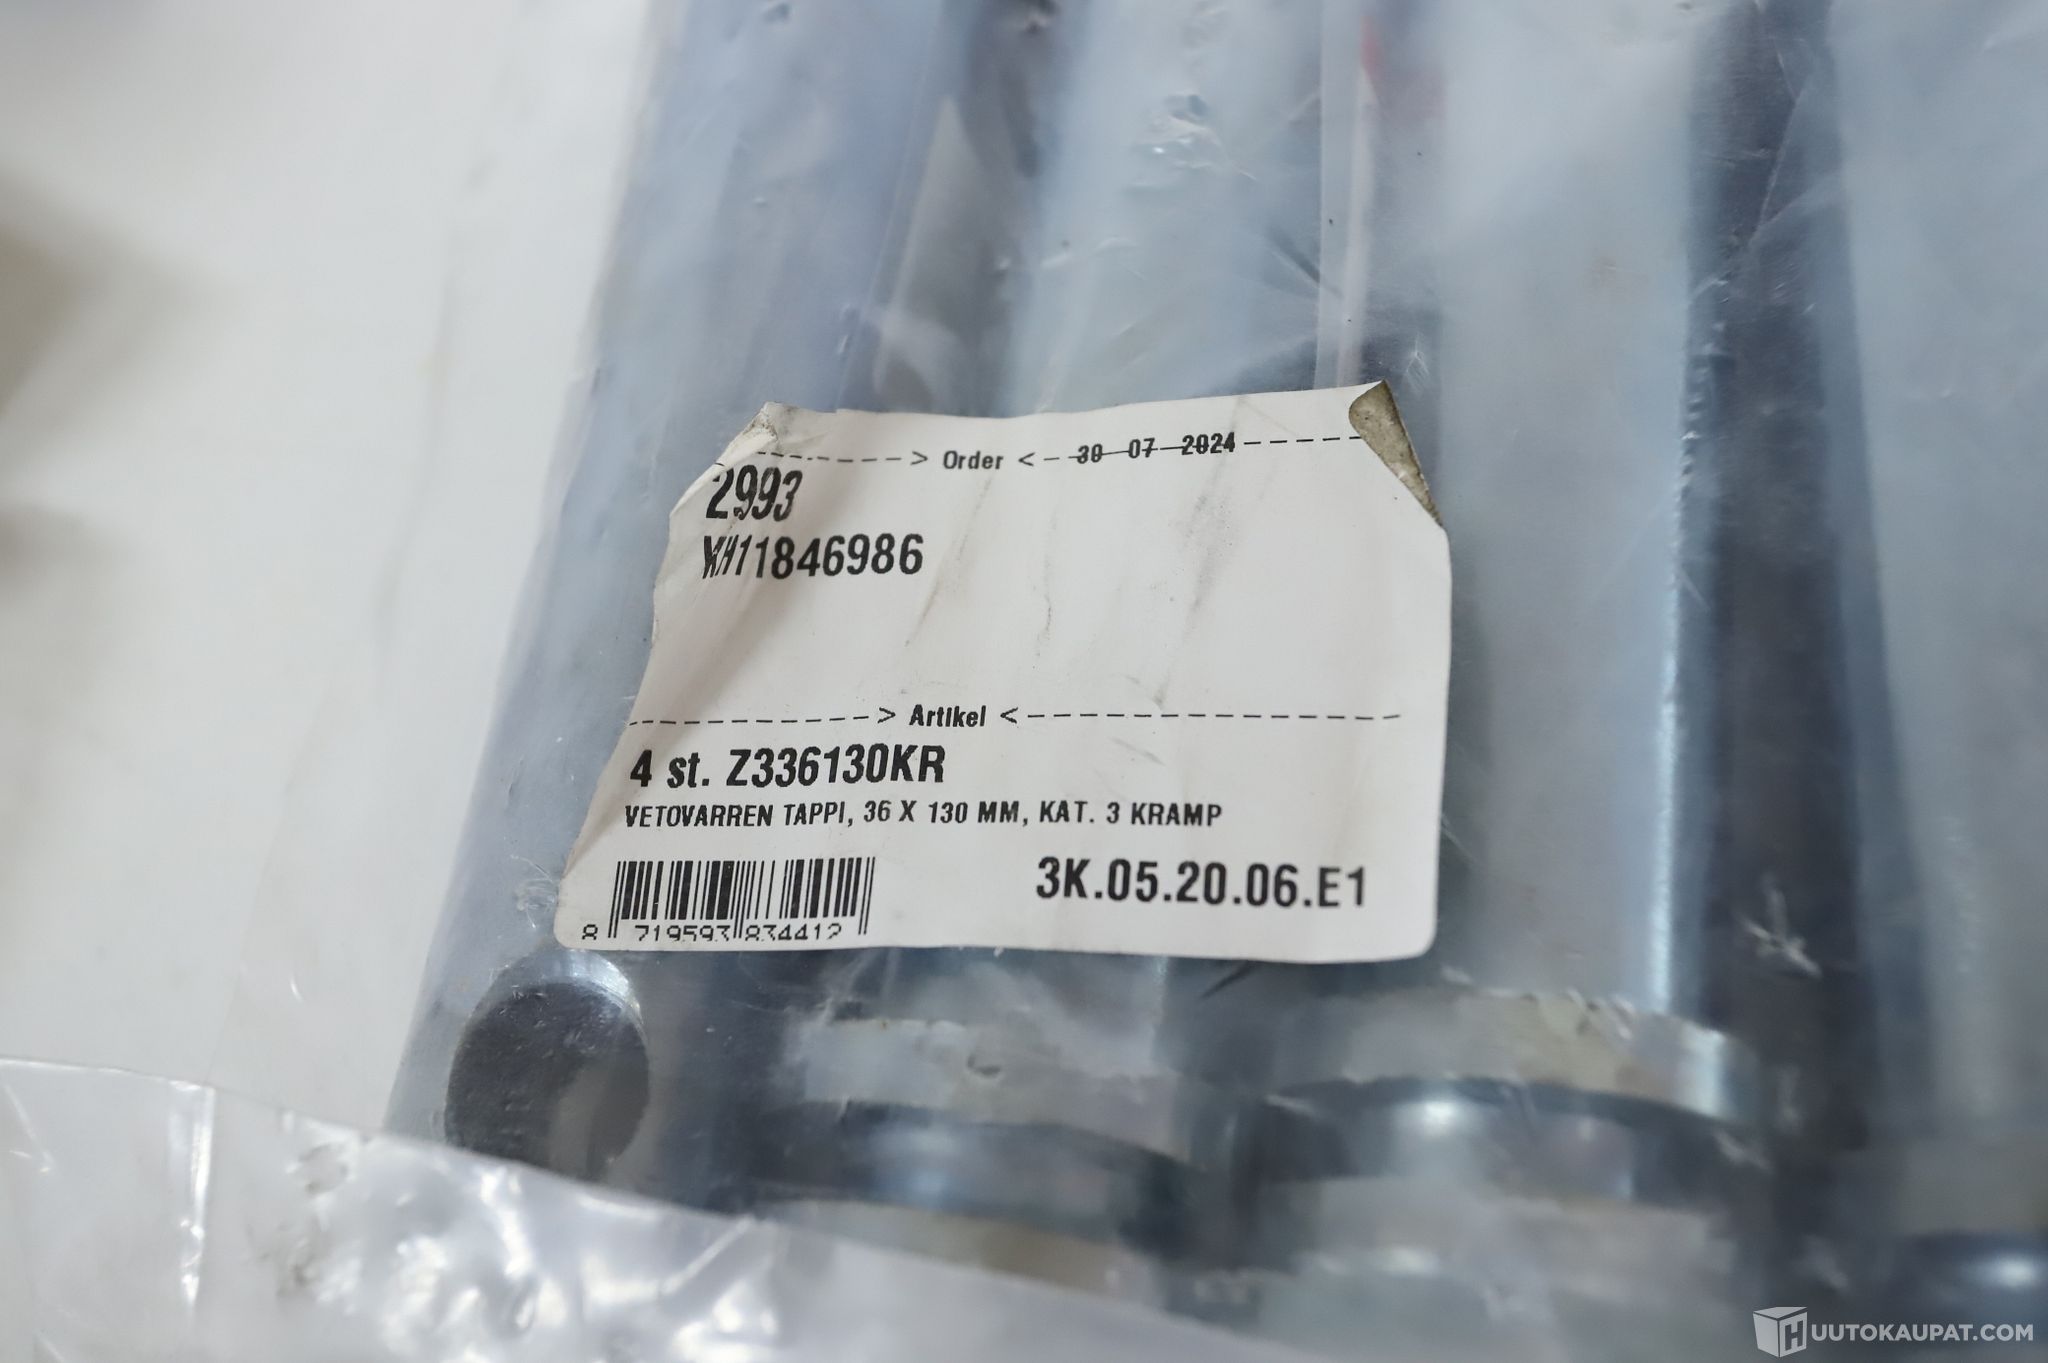 ----------> Order <--30--07--2024------
2993
WH11846986
------------> Artikel <----------------
4 st. Z336130KR
VETOVARREN TAPPI, 36 X 130 MM, KAT. 3 KRAMP
3K.05.20.06.E1
8 719593 834412
HUUTOKAUPAT.COM